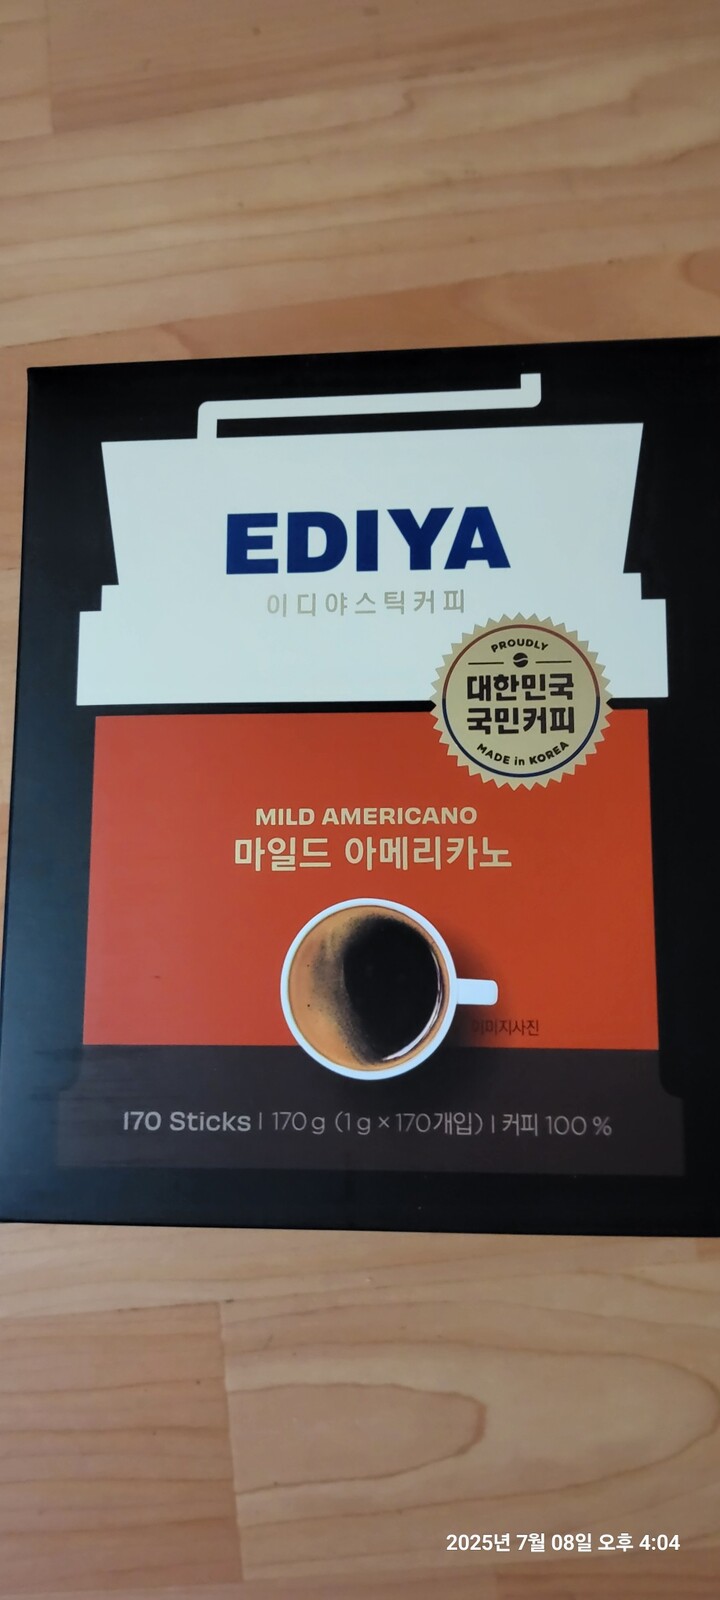 EDIYA
이디야스틱커피
PROUDLY
대한민국
국민커피
MADE in KOREA
MILD AMERICANO
마일드 아메리카노
이미지사진
170 Sticks | 170 g (1 g × 170개입) | 커피 100 %
2025년 7월 08일 오후 4:04